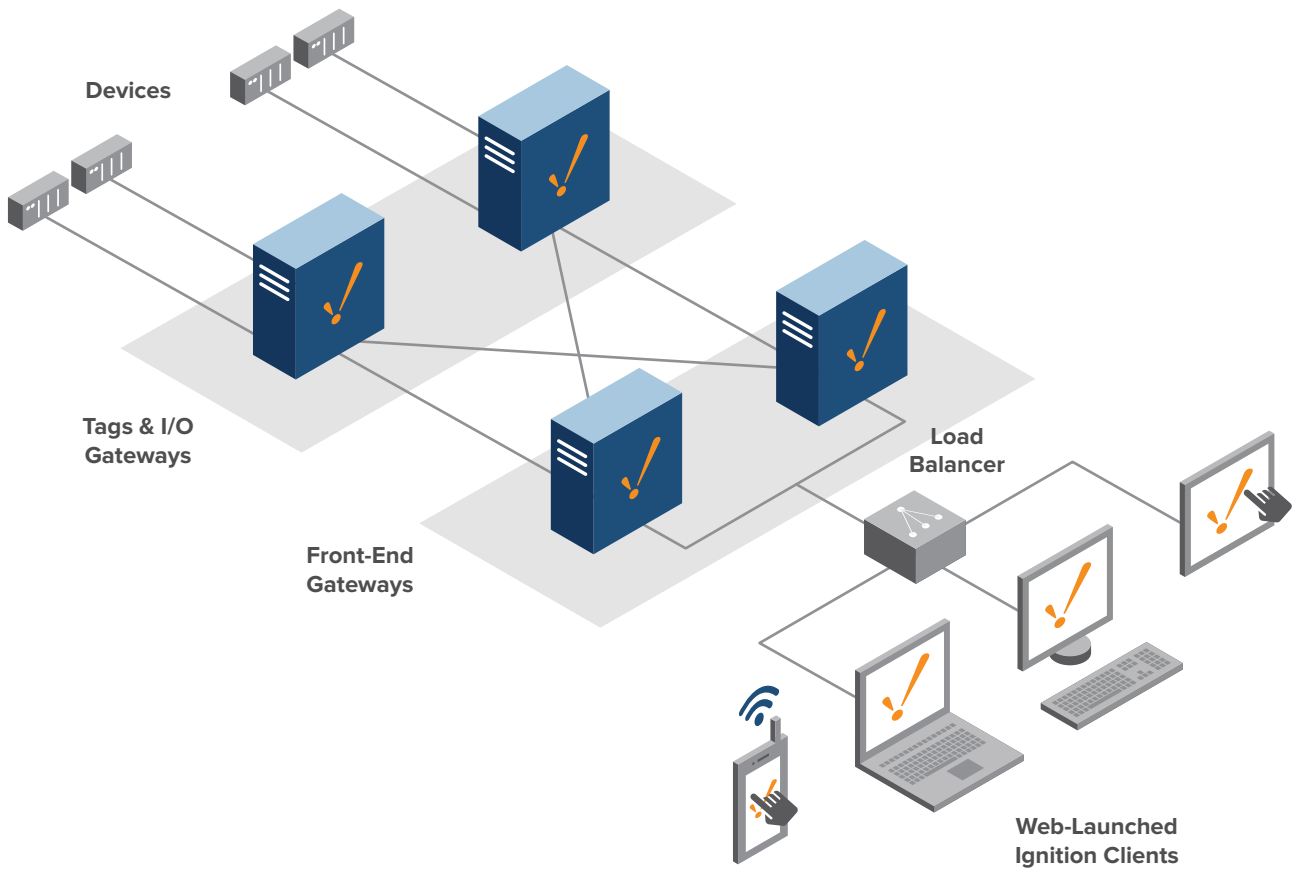 Devices
Tags & I/O
Gateways
Load
Balancer
Front-End
Gateways
Web-Launched
Ignition Clients